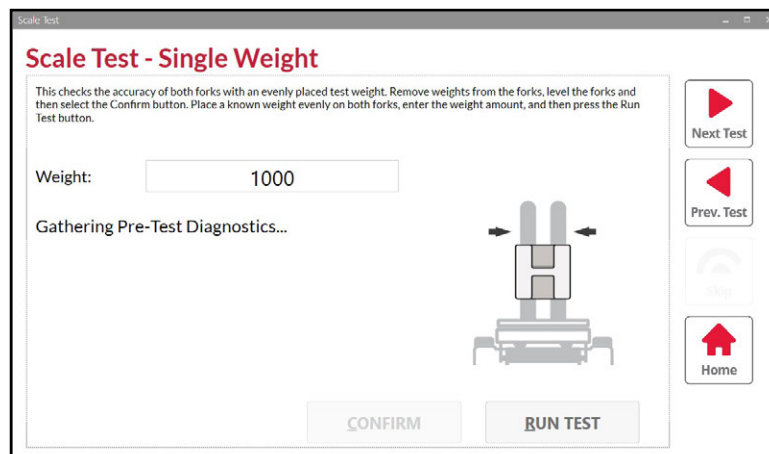 Scale Test
Scale Test - Single Weight
This checks the accuracy of both forks with an evenly placed test weight. Remove weights from the forks, level the forks and
then select the Confirm button. Place a known weight evenly on both forks, enter the weight amount, and then press the Run
Test button.
Weight:
1000
Gathering Pre-Test Diagnostics...
CONFIRM
RUN TEST
Next Test
Prev. Test
Skip
Home